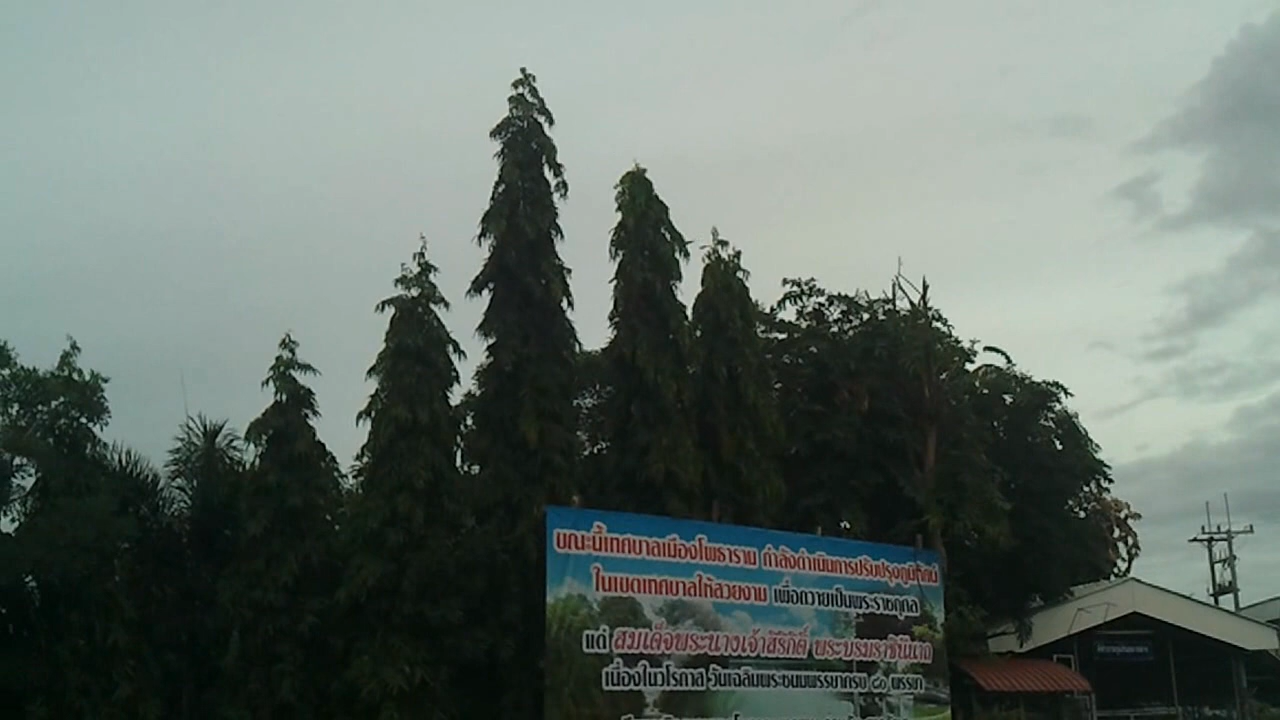 ขณะนี้เทศบาลเมืองโพธาราม กำลังดำเนินการปรับปรุงภูมิทัศน์
ในเขตเทศบาลให้สวยงาม เพื่อถวายเป็นพระราชกุศล
แด่ สมเด็จพระนางเจ้าสิริกิติ์ พระบรมราชินีนาถ
เนื่องในวโรกาส วันเฉลิมพระชนมพรรษาครบ ๘๐ พรรษา